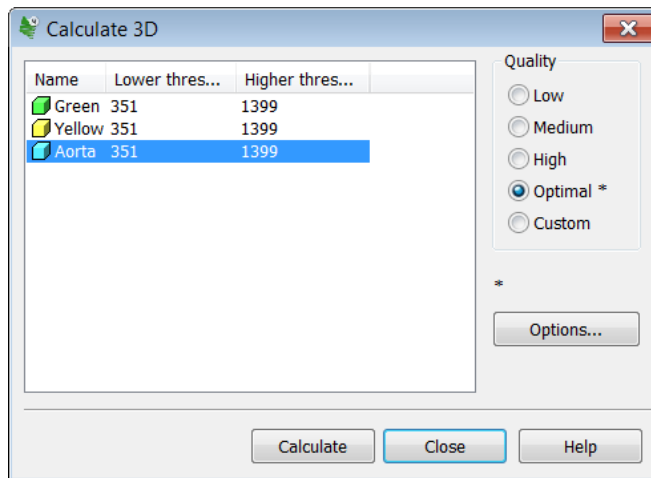 Calculate 3D
Name Lower thres... Higher thres...
Green 351 1399
Yellow 351 1399
Aorta 351 1399
Quality
Low
Medium
High
Optimal *
Custom
*
Options...
Calculate Close Help